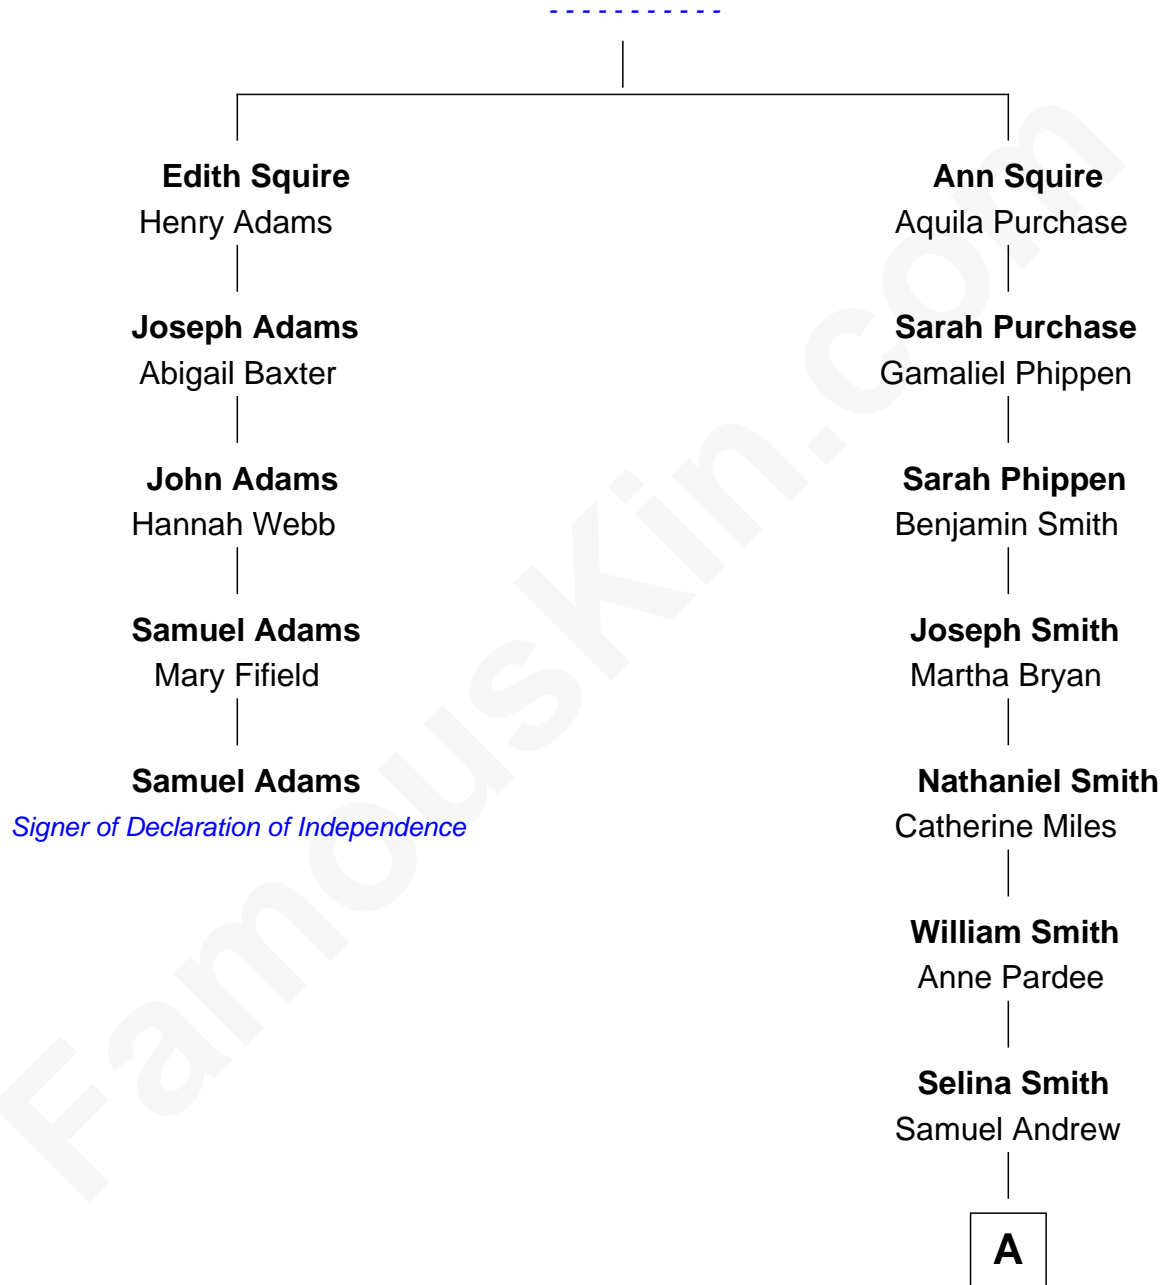 - - - - - - - - - - -
Edith Squire
Henry Adams
Ann Squire
Aquila Purchase
Joseph Adams
Abigail Baxter
Sarah Purchase
Gamaliel Phippen
John Adams
Hannah Webb
Sarah Phippen
Benjamin Smith
Samuel Adams
Mary Fifield
Joseph Smith
Martha Bryan
Samuel Adams
Signer of Declaration of Independence
Nathaniel Smith
Catherine Miles
William Smith
Anne Pardee
Selina Smith
Samuel Andrew
A
FamousKin.com